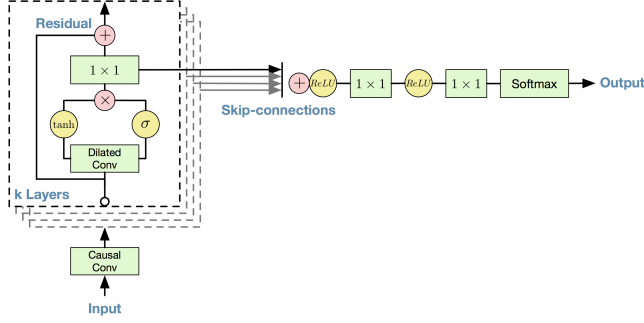 Residual
+
1 × 1
×
tanh
σ
Dilated
Conv
k Layers
Causal
Conv
Input
Skip-connections
+
ReLU
1 × 1
ReLU
1 × 1
Softmax
Output